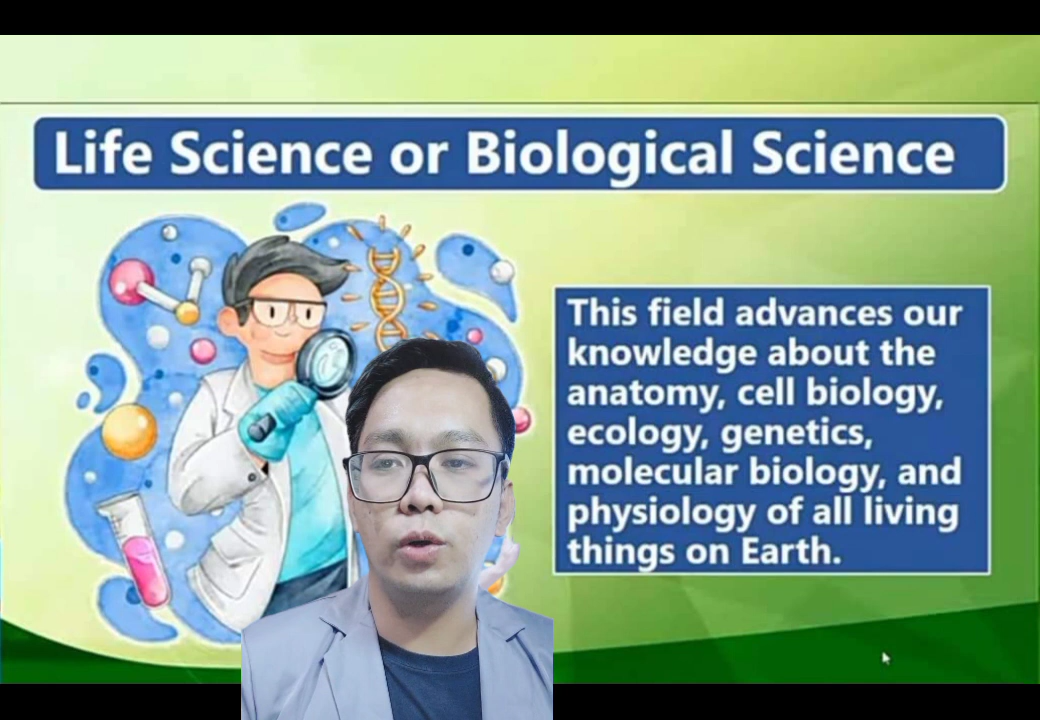 Life Science or Biological Science
This field advances our
knowledge about the
anatomy, cell biology,
ecology, genetics,
molecular biology, and
physiology of all living
things on Earth.